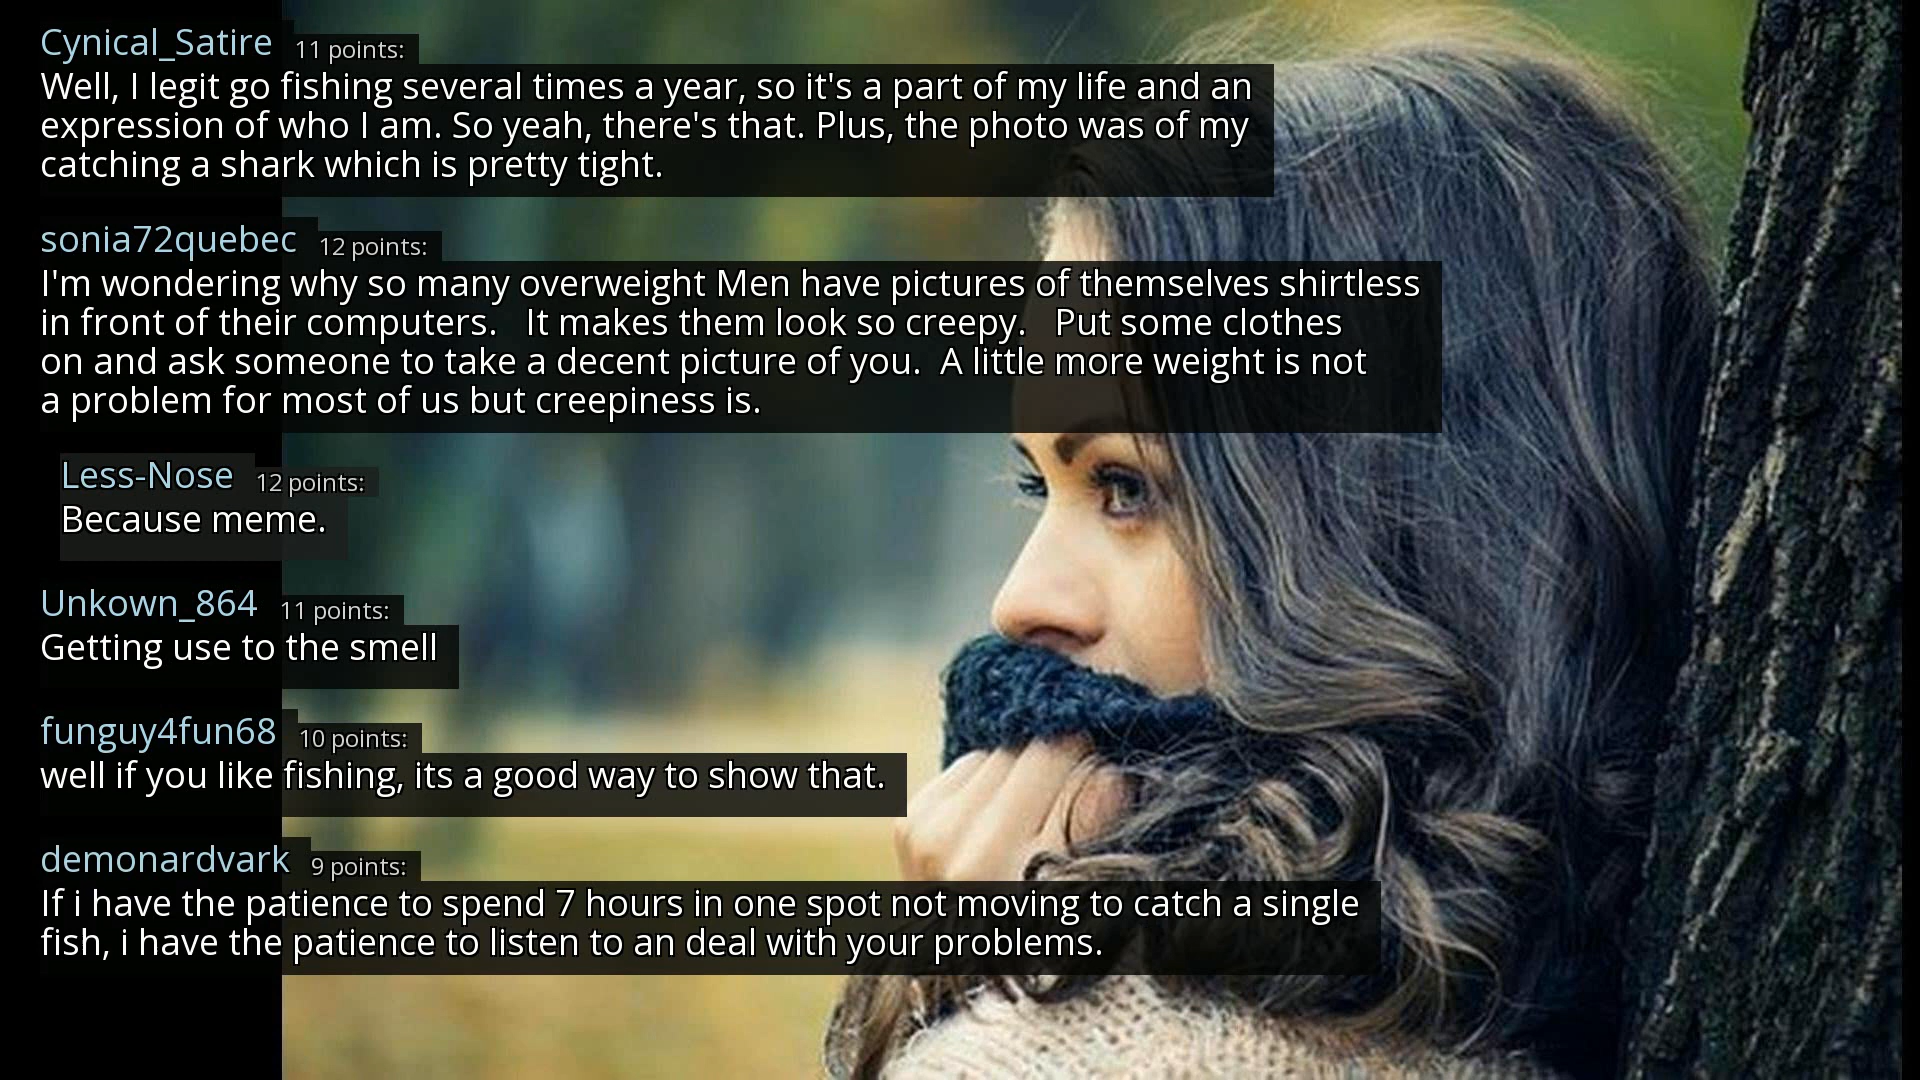 Cynical_Satire 11 points:
Well, I legit go fishing several times a year, so it's a part of my life and an
expression of who I am. So yeah, there's that. Plus, the photo was of my
catching a shark which is pretty tight.
sonia72quebec 12 points:
I'm wondering why so many overweight Men have pictures of themselves shirtless
in front of their computers.   It makes them look so creepy.   Put some clothes
on and ask someone to take a decent picture of you.  A little more weight is not
a problem for most of us but creepiness is.
Less-Nose 12 points:
Because meme.
Unkown_864 11 points:
Getting use to the smell
funguy4fun68 10 points:
well if you like fishing, its a good way to show that.
demonardvark 9 points:
If i have the patience to spend 7 hours in one spot not moving to catch a single
fish, i have the patience to listen to an deal with your problems.